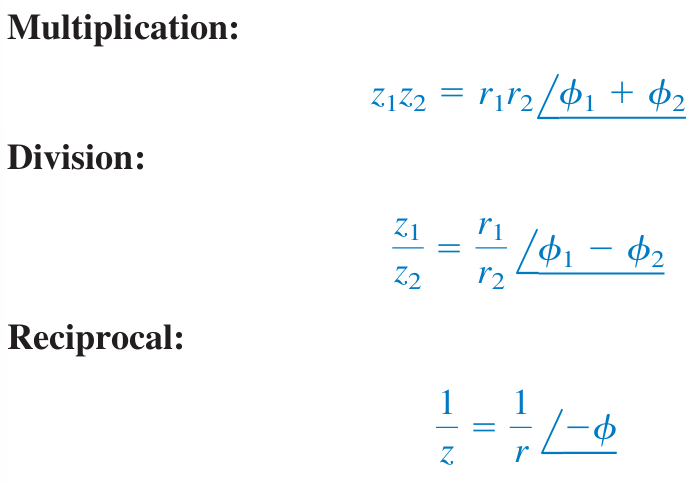 Multiplication:
z₁z₂ = r₁r₂ ∠ϕ₁ + ϕ₂
Division:
z₁/z₂ = r₁/r₂ ∠ϕ₁ − ϕ₂
Reciprocal:
1/z = 1/r ∠−ϕ